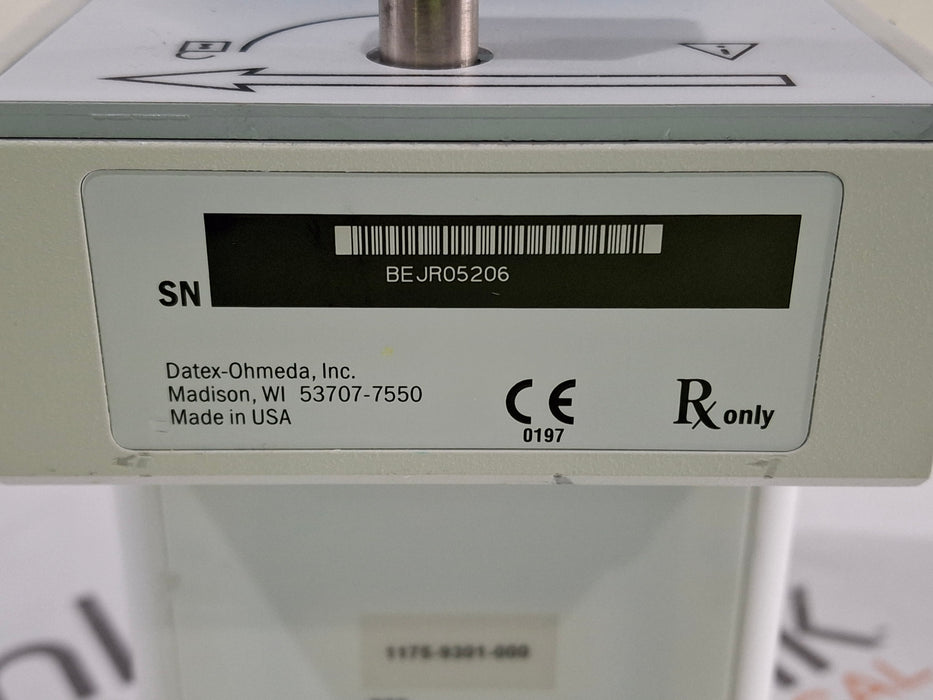 BEJR05206
SN
Datex-Ohmeda, Inc.
Madison, WI 53707-7550
Made in USA
CE
0197
Rx only
1175-9301-000